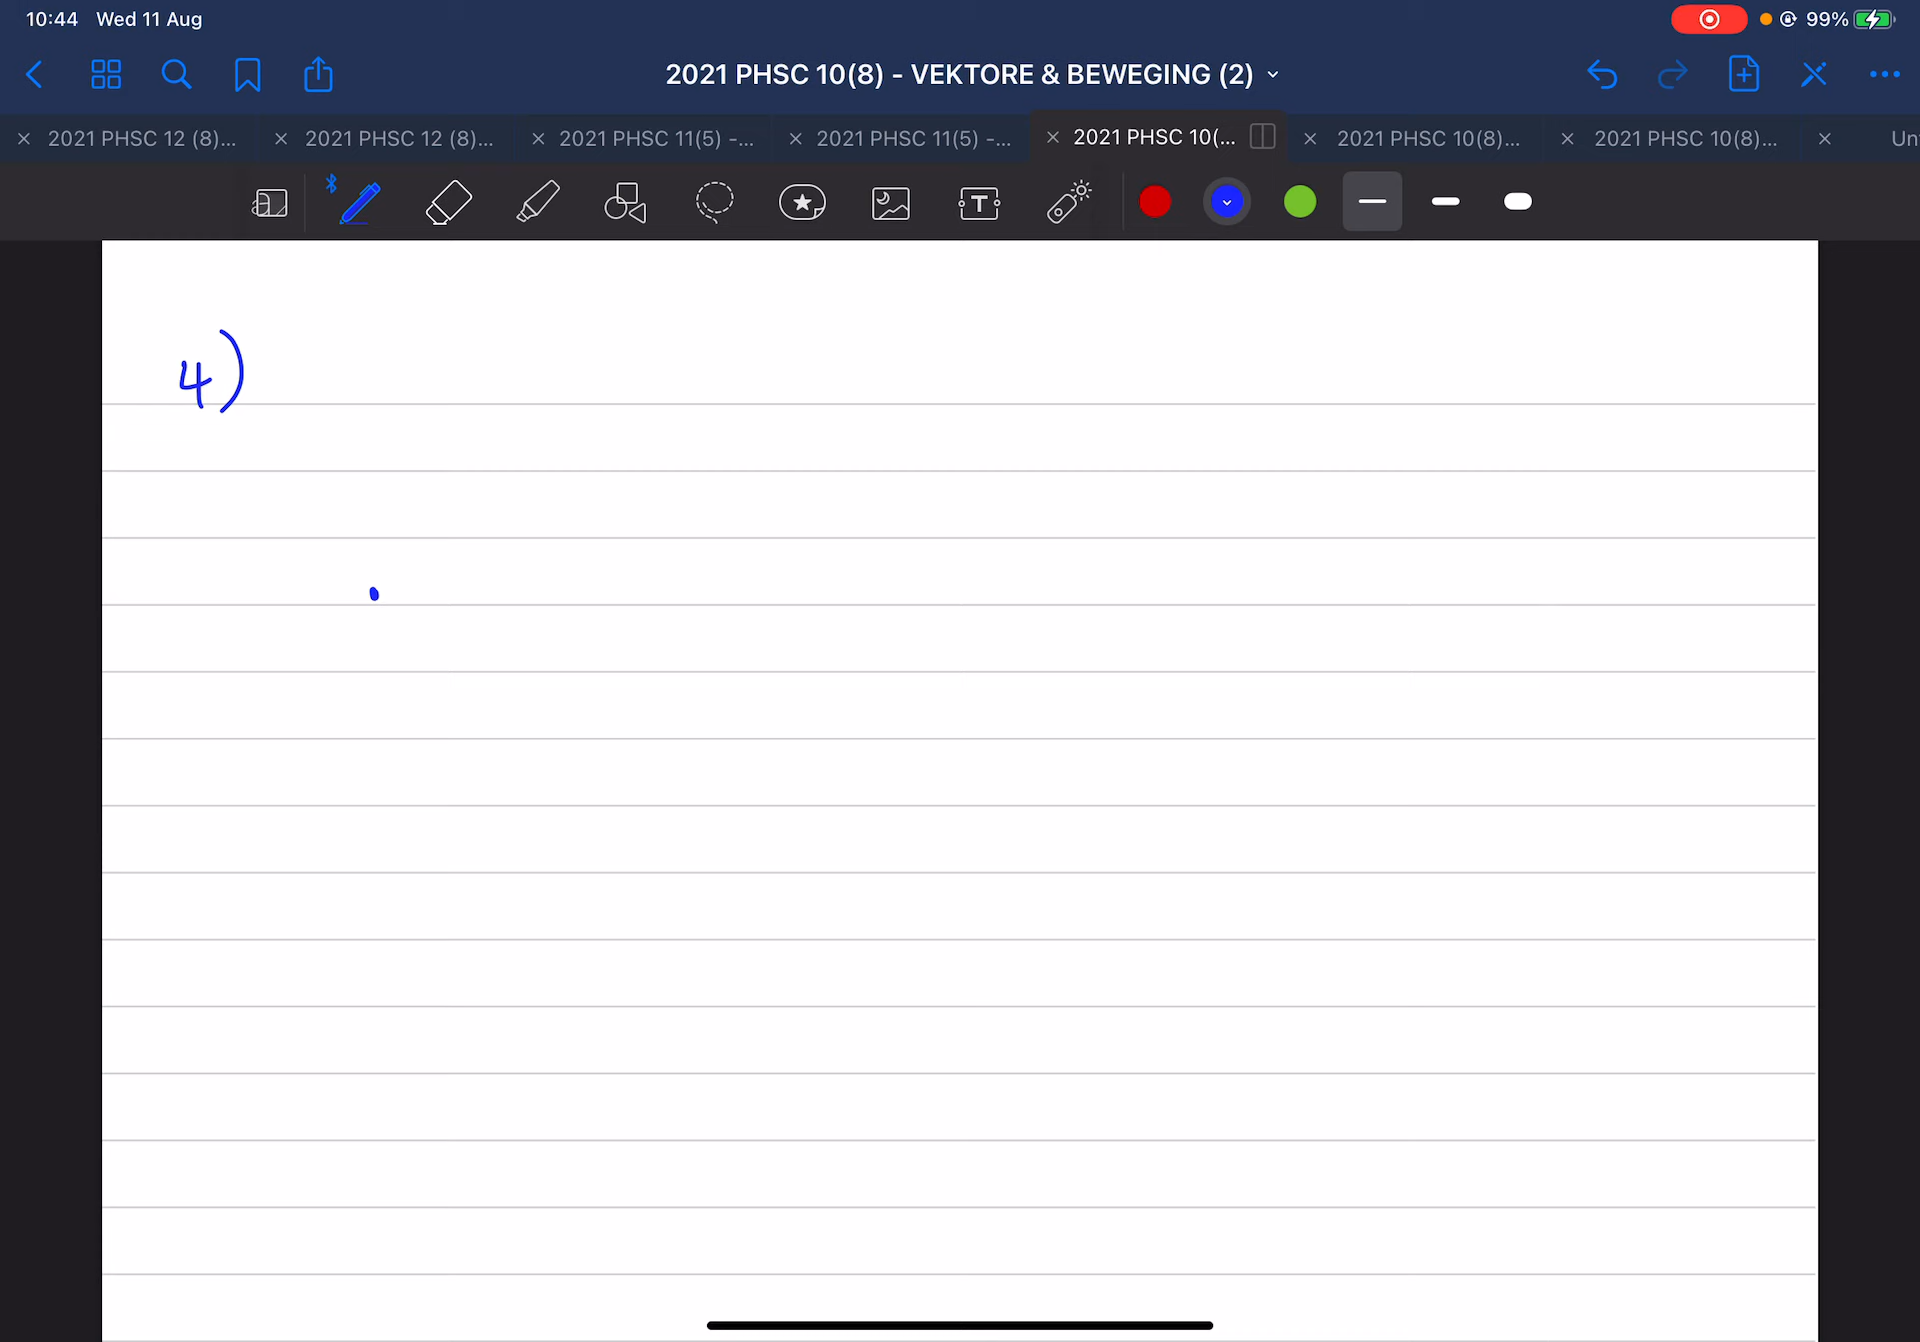 10:44 Wed 11 Aug 99%
2021 PHSC 10(8) - VEKTORE & BEWEGING (2)
2021 PHSC 12 (8)... 2021 PHSC 12 (8)... 2021 PHSC 11(5) -... 2021 PHSC 11(5) -... 2021 PHSC 10(... 2021 PHSC 10(8)... 2021 PHSC 10(8)... Un
T
4)